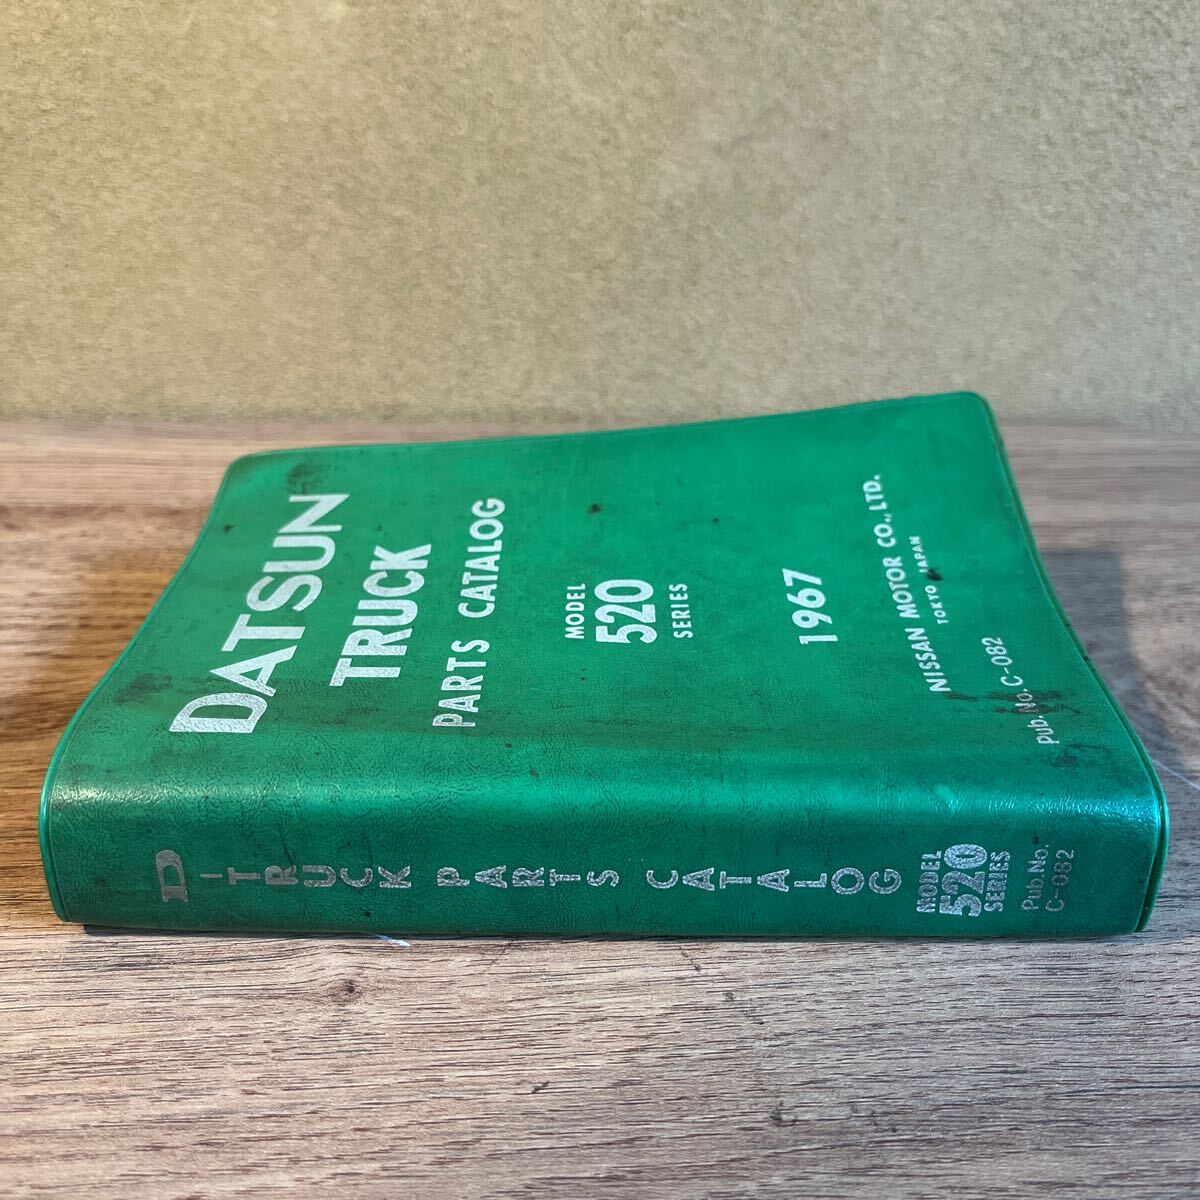 DATSUN
TRUCK
PARTS CATALOG
MODEL
520
SERIES
1967
NISSAN MOTOR CO., LTD.
TOKYO JAPAN
Pub. No. C-082
D-TRUCK PARTS CATALOG
MODEL
520
SERIES
Pub. No.
C-082